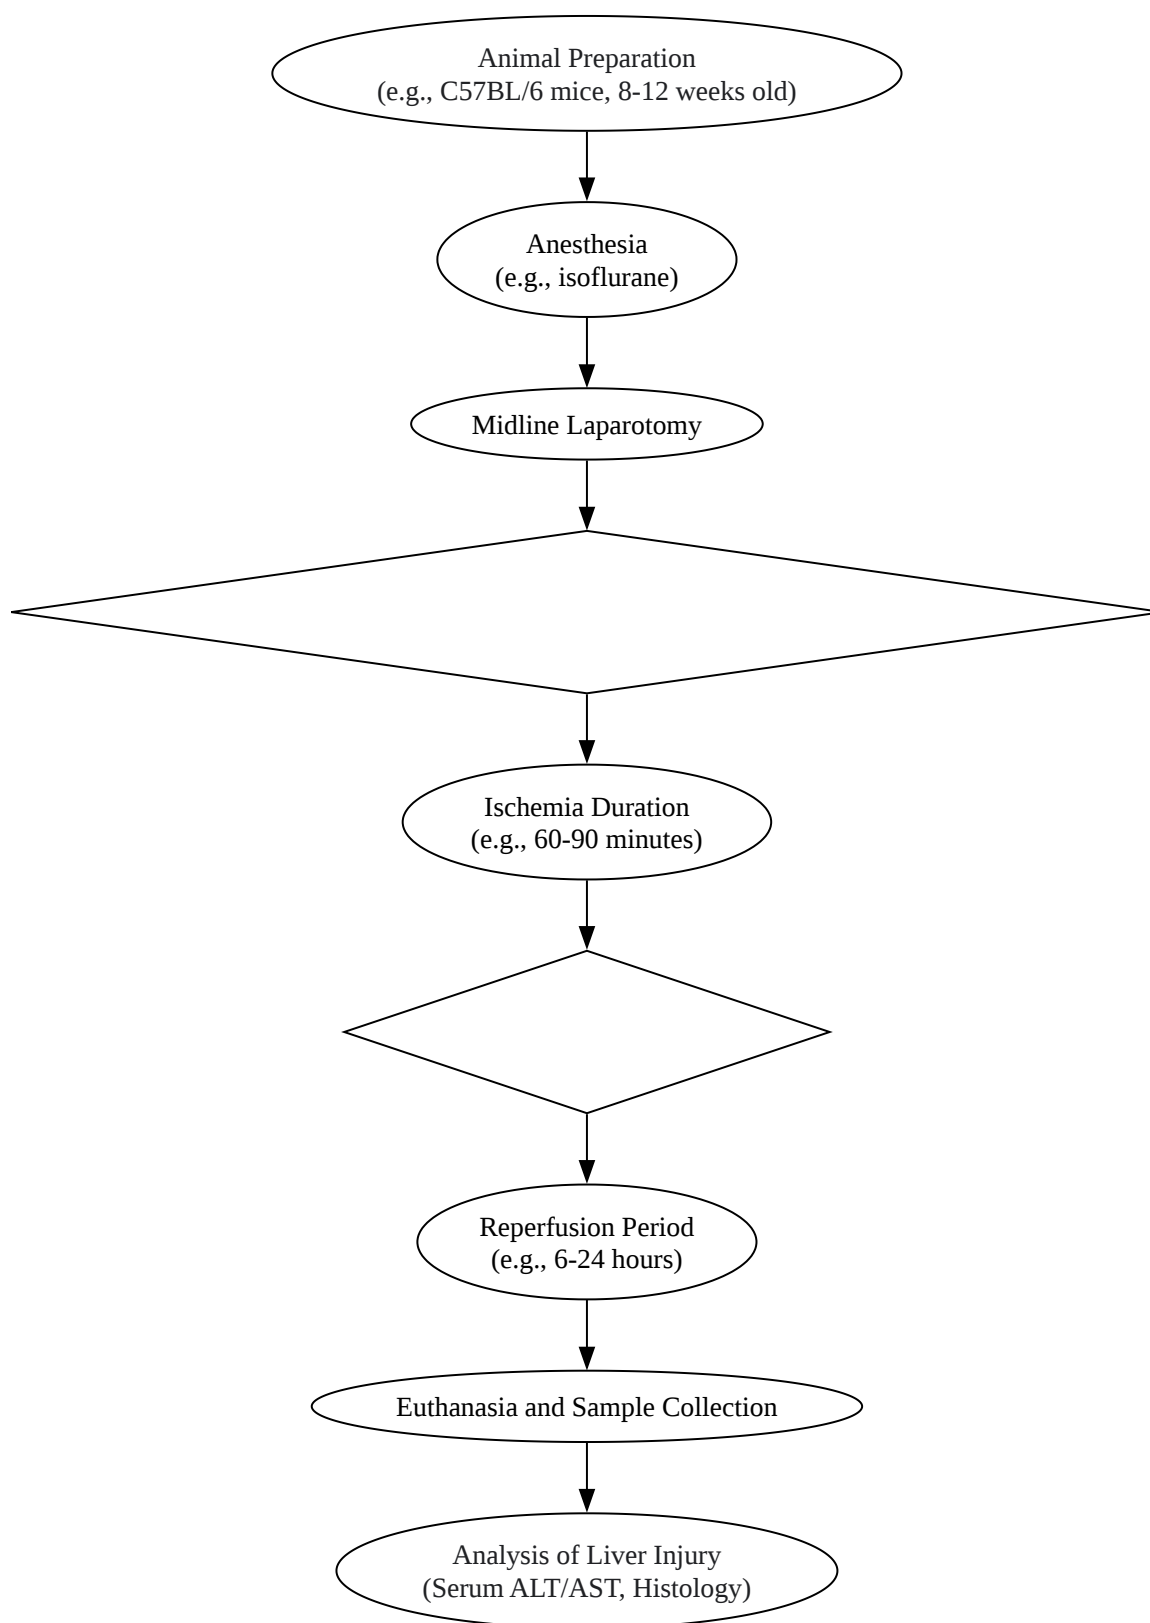 Animal Preparation
(e.g., C57BL/6 mice, 8-12 weeks old)
Anesthesia
(e.g., isoflurane)
Midline Laparotomy
Ischemia Duration
(e.g., 60-90 minutes)
Reperfusion Period
(e.g., 6-24 hours)
Euthanasia and Sample Collection
Analysis of Liver Injury
(Serum ALT/AST, Histology)